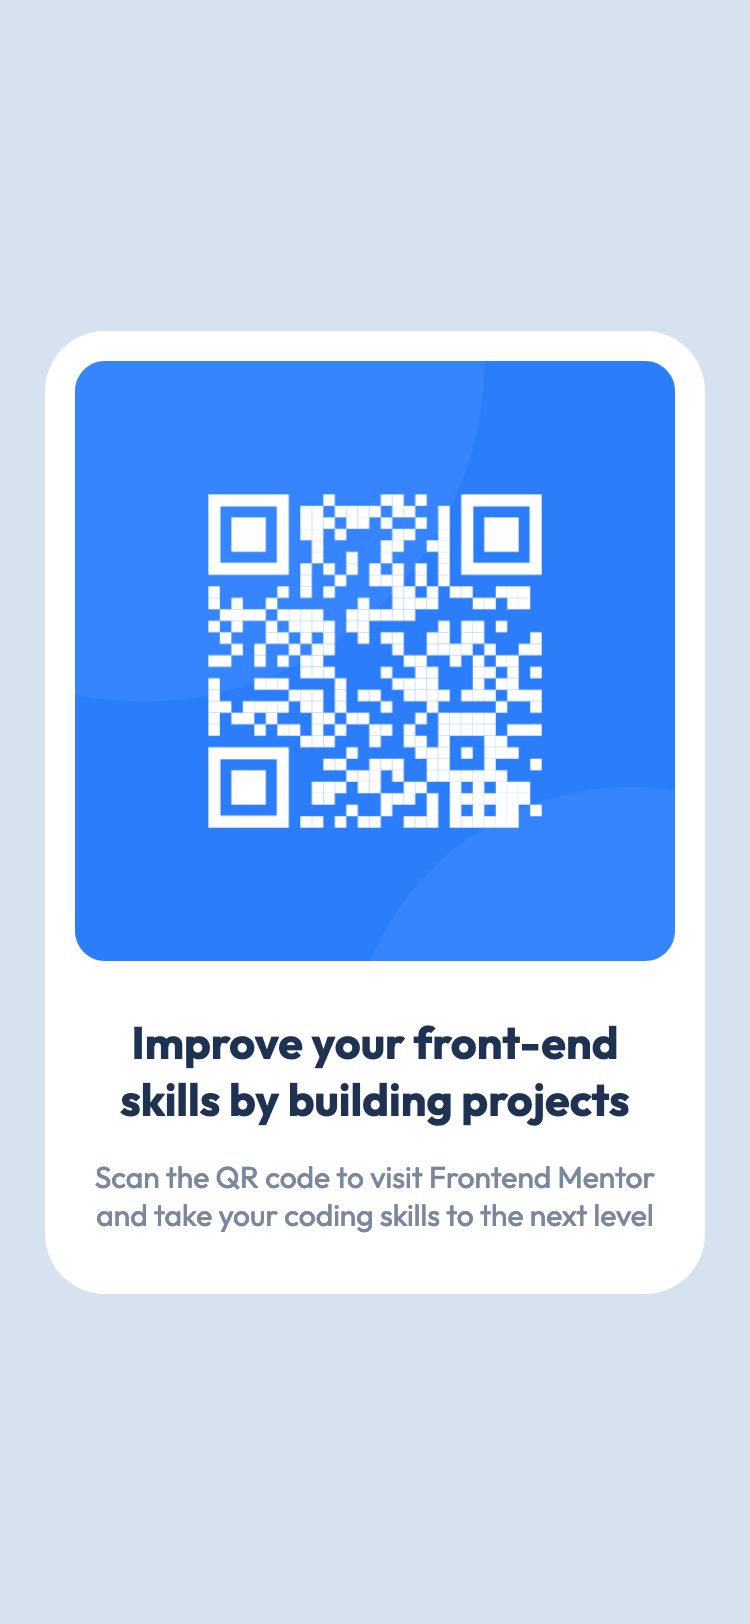 Improve your front-end
skills by building projects
Scan the QR code to visit Frontend Mentor
and take your coding skills to the next level